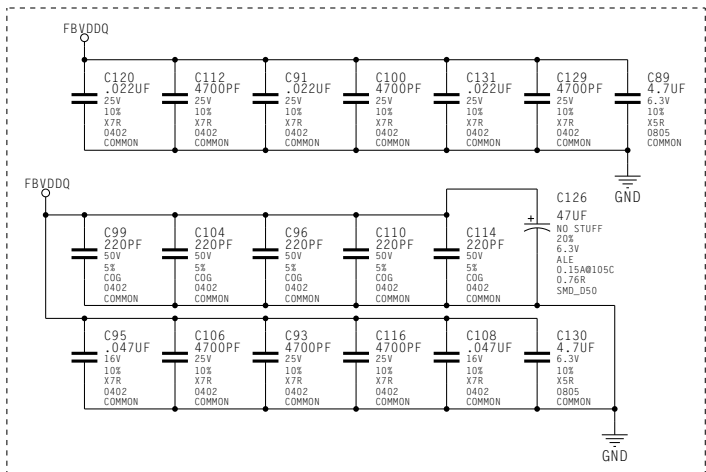 FBVDDQ
C120
.022UF
25V
10%
X7R
0402
COMMON
C112
4700PF
25V
10%
X7R
0402
COMMON
C91
.022UF
25V
10%
X7R
0402
COMMON
C100
4700PF
25V
10%
X7R
0402
COMMON
C131
.022UF
25V
10%
X7R
0402
COMMON
C129
4700PF
25V
10%
X7R
0402
COMMON
C89
4.7UF
6.3V
10%
X5R
0805
COMMON
GND
FBVDDQ
C99
220PF
50V
5%
COG
0402
COMMON
C104
220PF
50V
5%
COG
0402
COMMON
C96
220PF
50V
5%
COG
0402
COMMON
C110
220PF
50V
5%
COG
0402
COMMON
C114
220PF
50V
5%
COG
0402
COMMON
C126
+
47UF
NO STUFF
20%
6.3V
ALE
0.15A@105C
0.76R
SMD_D50
C95
.047UF
16V
10%
X7R
0402
COMMON
C106
4700PF
25V
10%
X7R
0402
COMMON
C93
4700PF
25V
10%
X7R
0402
COMMON
C116
4700PF
25V
10%
X7R
0402
COMMON
C108
.047UF
16V
10%
X7R
0402
COMMON
C130
4.7UF
6.3V
10%
X5R
0805
COMMON
GND